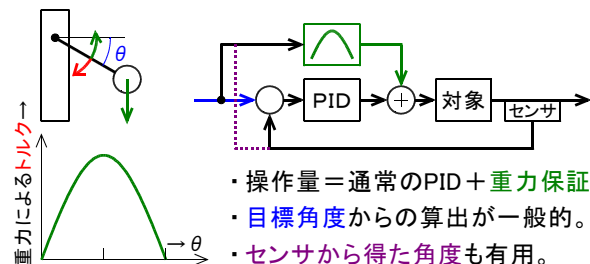 θ
PID
+
対象
センサ
重力によるトルク→
→θ
・操作量＝通常のPID＋重力保証
・目標角度からの算出が一般的。
・センサから得た角度も有用。